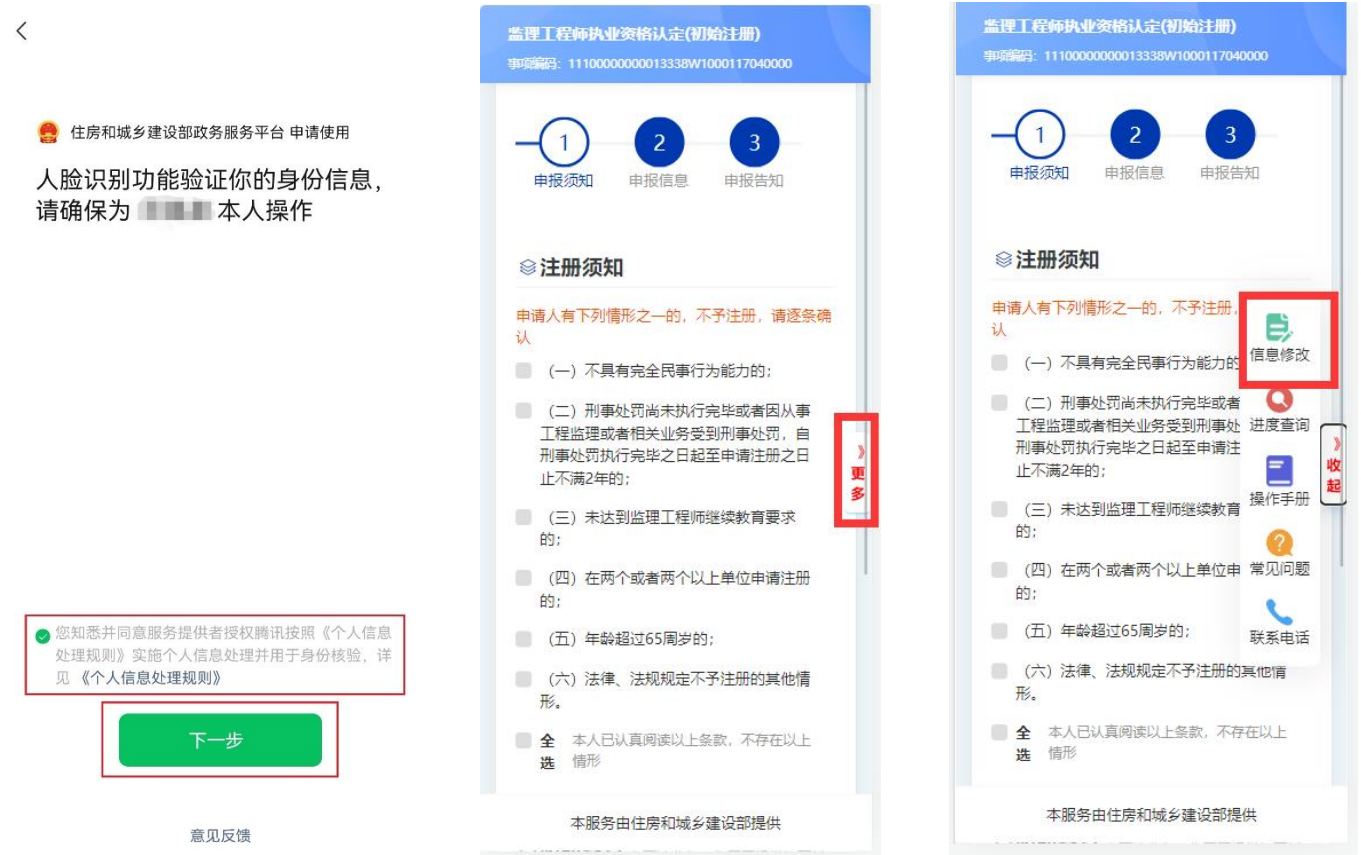 住房和城乡建设部政务服务平台 申请使用
人脸识别功能验证你的身份信息，
请确保为 本人操作
您知悉并同意服务提供者授权腾讯按照《个人信息
处理规则》实施个人信息处理并用于身份核验，详
见 《个人信息处理规则》
下一步
意见反馈
监理工程师执业资格认定(初始注册)
事项编码：11100000000013338W1000117040000
1
2
3
申报须知
申报信息
申报告知
注册须知
申请人有下列情形之一的，不予注册，请逐条确
认
（一）不具有完全民事行为能力的；
（二）刑事处罚尚未执行完毕或者因从事
工程监理或者相关业务受到刑事处罚，自
刑事处罚执行完毕之日起至申请注册之日
止不满2年的；
（三）未达到监理工程师继续教育要求
的；
（四）在两个或者两个以上单位申请注册
的；
（五）年龄超过65周岁的；
（六）法律、法规规定不予注册的其他情
形。
全 本人已认真阅读以上条款，不存在以上
选 情形
》
更
多
本服务由住房和城乡建设部提供
监理工程师执业资格认定(初始注册)
事项编码：11100000000013338W1000117040000
1
2
3
申报须知
申报信息
申报告知
注册须知
申请人有下列情形之一的，不予注册，
认
（一）不具有完全民事行为能力的
（二）刑事处罚尚未执行完毕或者
工程监理或者相关业务受到刑事处
刑事处罚执行完毕之日起至申请注
止不满2年的；
（三）未达到监理工程师继续教育
的；
（四）在两个或者两个以上单位申
的；
（五）年龄超过65周岁的；
（六）法律、法规规定不予注册的其他情
形。
全 本人已认真阅读以上条款，不存在以上
选 情形
信息修改
进度查询
操作手册
常见问题
联系电话
》
收
起
本服务由住房和城乡建设部提供